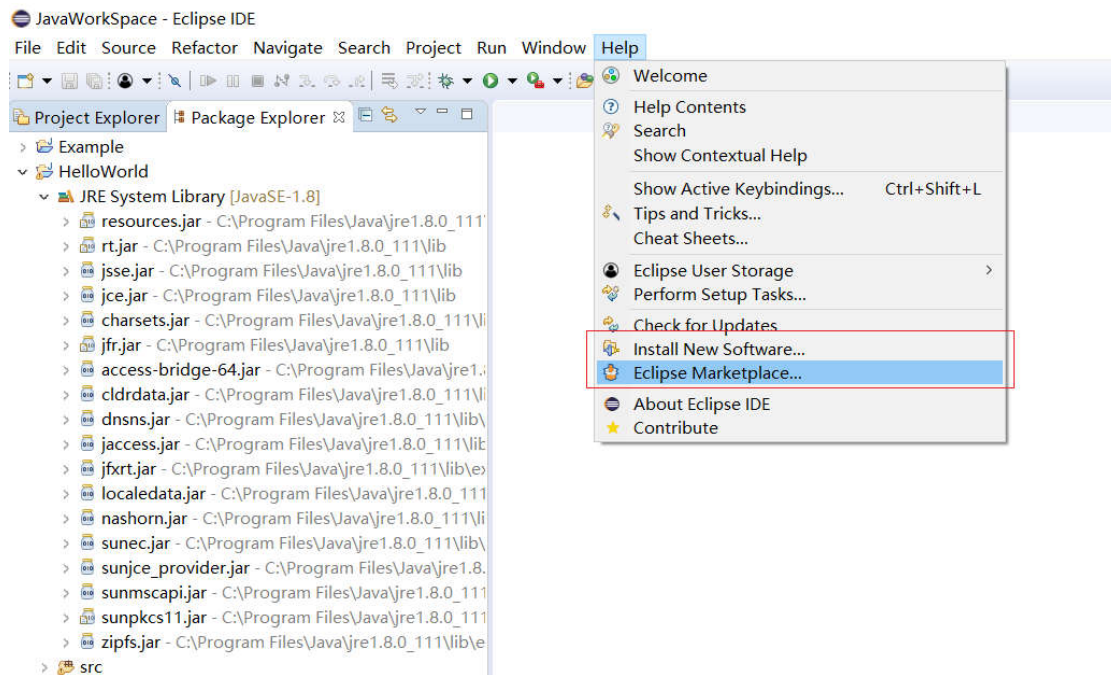 JavaWorkSpace - Eclipse IDE
File Edit Source Refactor Navigate Search Project Run Window Help
Project Explorer Package Explorer
Example
HelloWorld
JRE System Library [JavaSE-1.8]
resources.jar - C:\Program Files\Java\jre1.8.0_111
rt.jar - C:\Program Files\Java\jre1.8.0_111\lib
jsse.jar - C:\Program Files\Java\jre1.8.0_111\lib
jce.jar - C:\Program Files\Java\jre1.8.0_111\lib
charsets.jar - C:\Program Files\Java\jre1.8.0_111\li
jfr.jar - C:\Program Files\Java\jre1.8.0_111\lib
access-bridge-64.jar - C:\Program Files\Java\jre1.
cldrdata.jar - C:\Program Files\Java\jre1.8.0_111\li
dnsns.jar - C:\Program Files\Java\jre1.8.0_111\lib\
jaccess.jar - C:\Program Files\Java\jre1.8.0_111\lib
jfxrt.jar - C:\Program Files\Java\jre1.8.0_111\lib\ex
localedata.jar - C:\Program Files\Java\jre1.8.0_111
nashorn.jar - C:\Program Files\Java\jre1.8.0_111\li
sunec.jar - C:\Program Files\Java\jre1.8.0_111\lib\
sunjce_provider.jar - C:\Program Files\Java\jre1.8.
sunmscapi.jar - C:\Program Files\Java\jre1.8.0_111
sunpkcs11.jar - C:\Program Files\Java\jre1.8.0_111
zipfs.jar - C:\Program Files\Java\jre1.8.0_111\lib\e
src
Welcome
Help Contents
Search
Show Contextual Help
Show Active Keybindings... Ctrl+Shift+L
Tips and Tricks...
Cheat Sheets...
Eclipse User Storage
Perform Setup Tasks...
Check for Updates
Install New Software...
Eclipse Marketplace...
About Eclipse IDE
Contribute